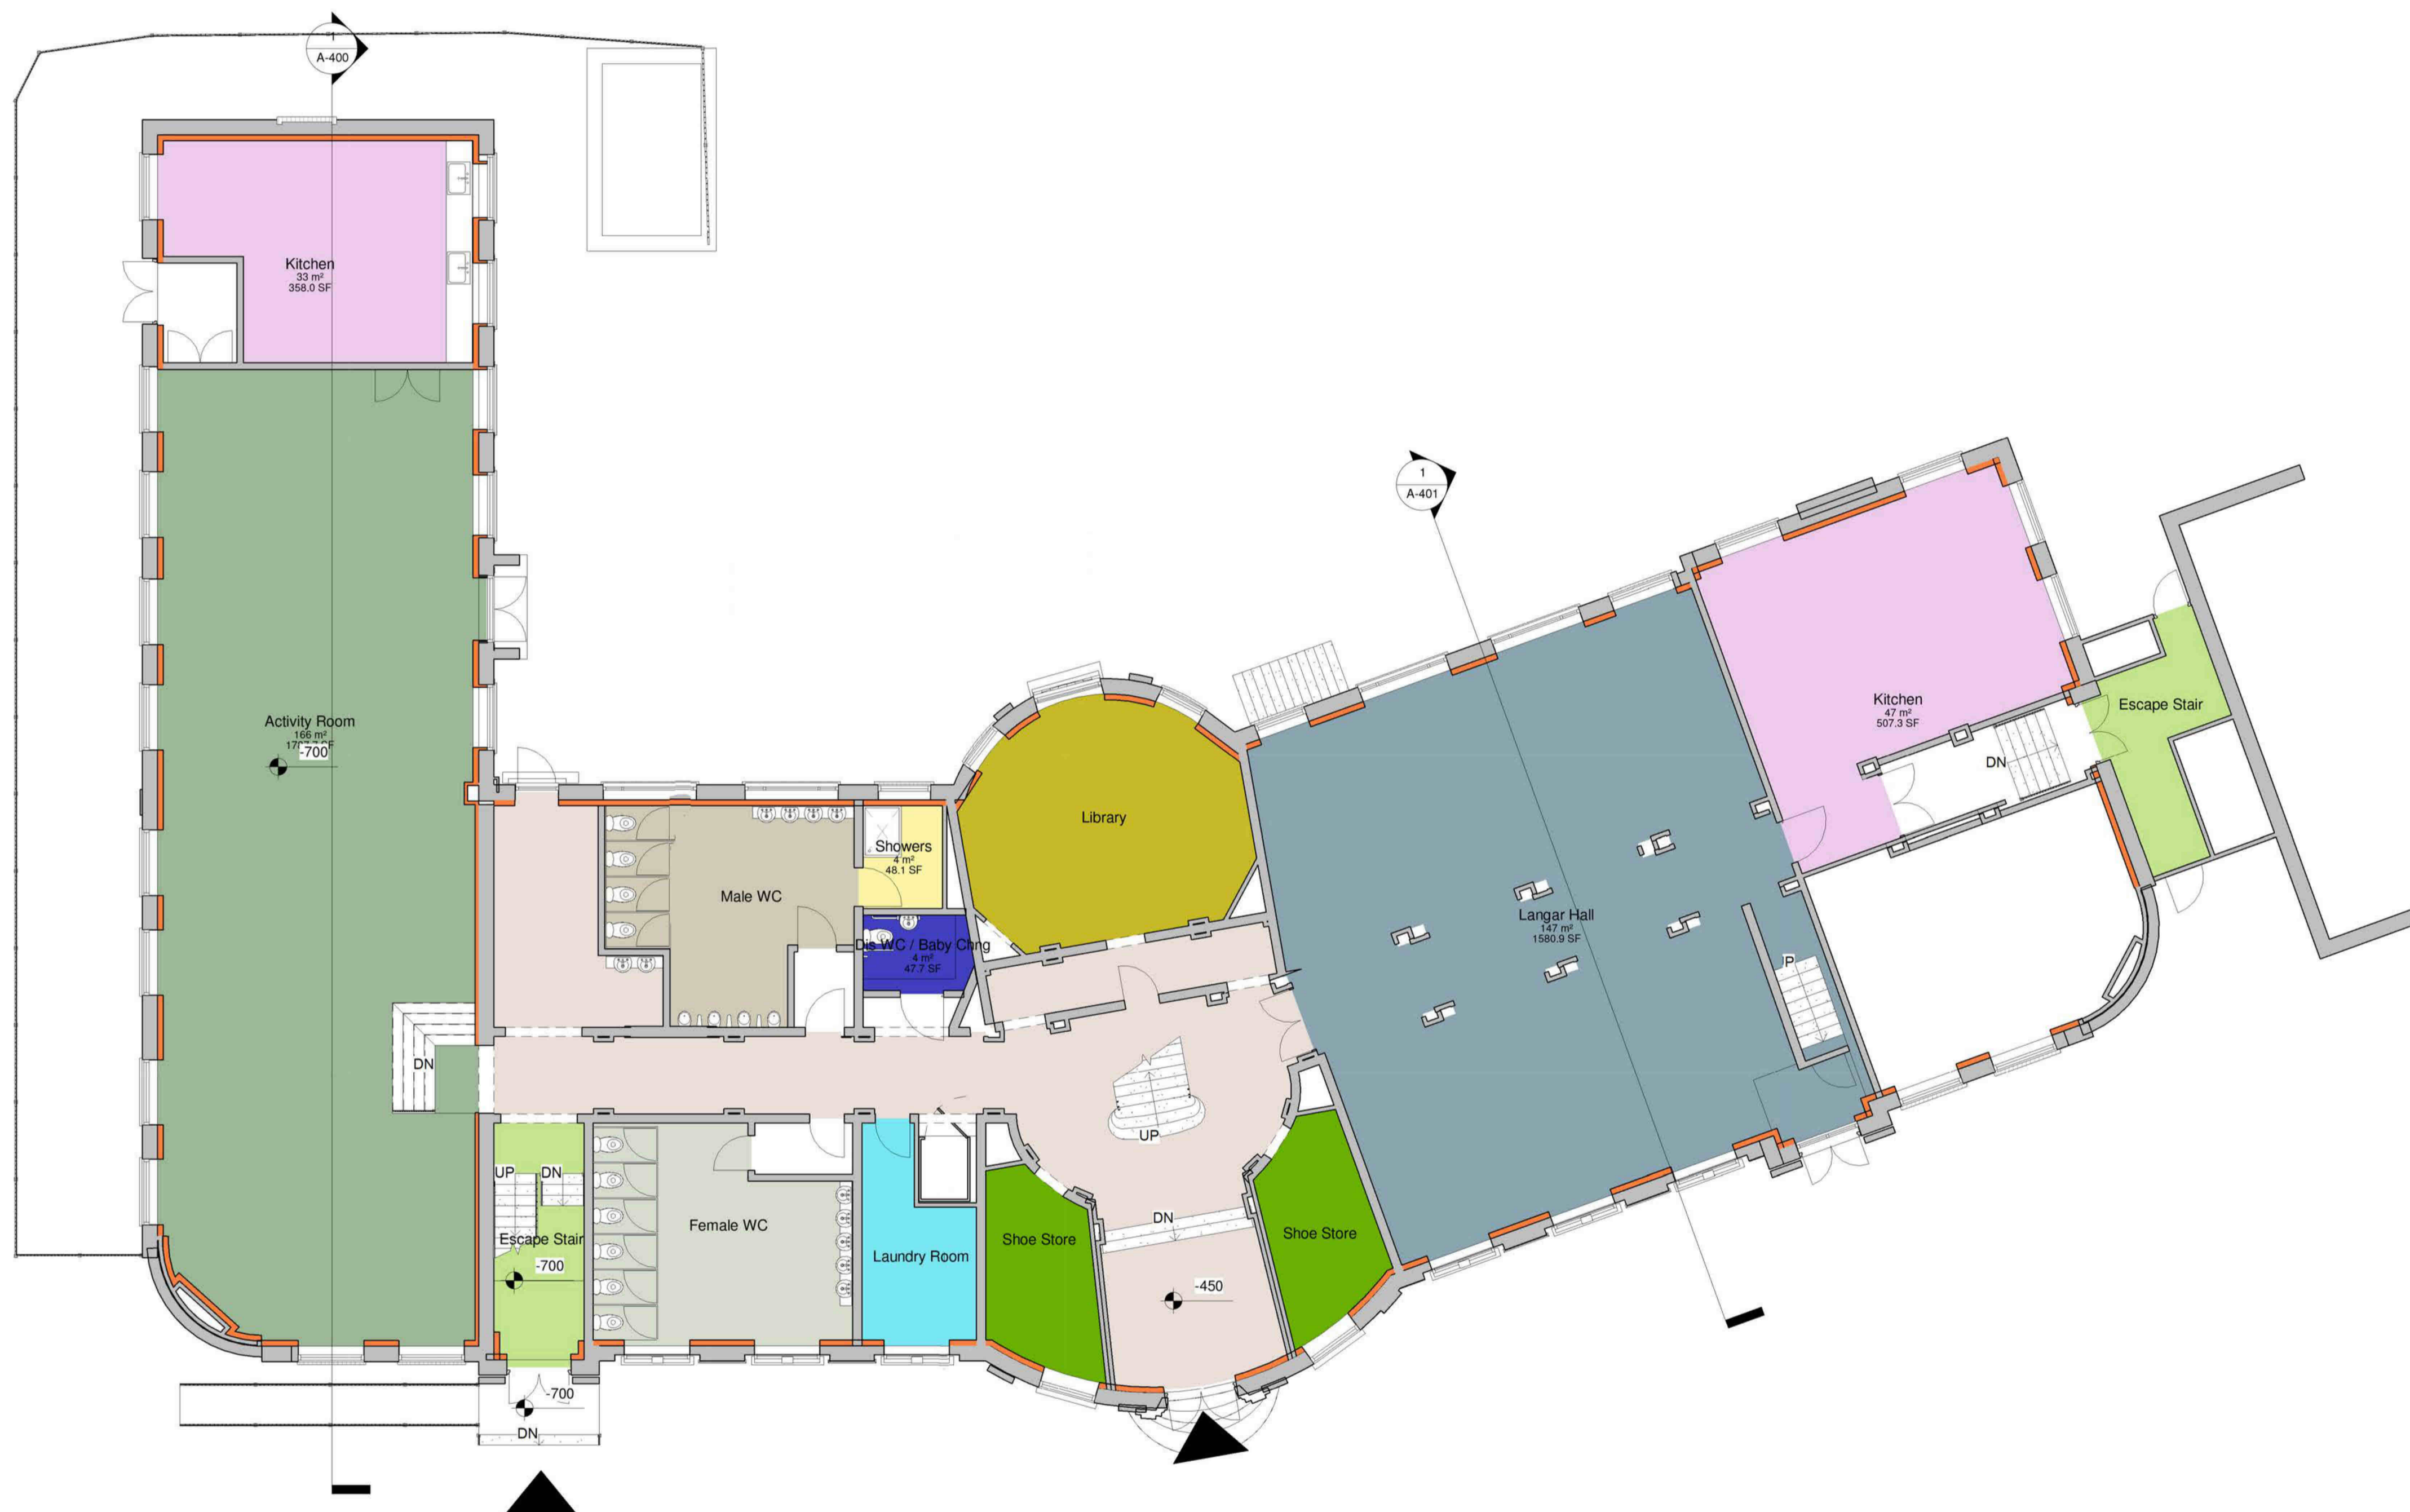 1
A-400
Kitchen
33 m²
358.0 SF
1
A-401
Activity Room
166 m²
-700
Kitchen
47 m²
507.3 SF
Escape Stair
DN
Library
Showers
4 m²
48.1 SF
Male WC
Dis WC / Baby Chng
4 m²
47.7 SF
Langar Hall
147 m²
1580.9 SF
P
DN
UP
UP
DN
Escape Stair
-700
Female WC
Laundry Room
Shoe Store
DN
Shoe Store
-450
-700
DN